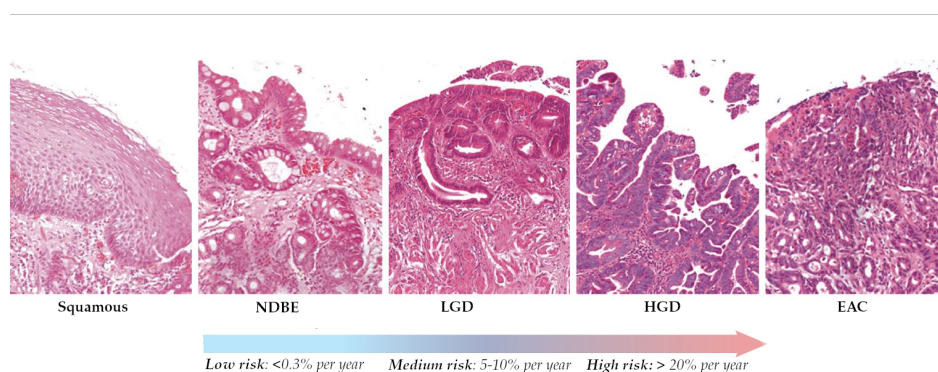 Squamous NDBE LGD HGD EAC
Low risk: <0.3% per year Medium risk: 5-10% per year High risk: > 20% per year